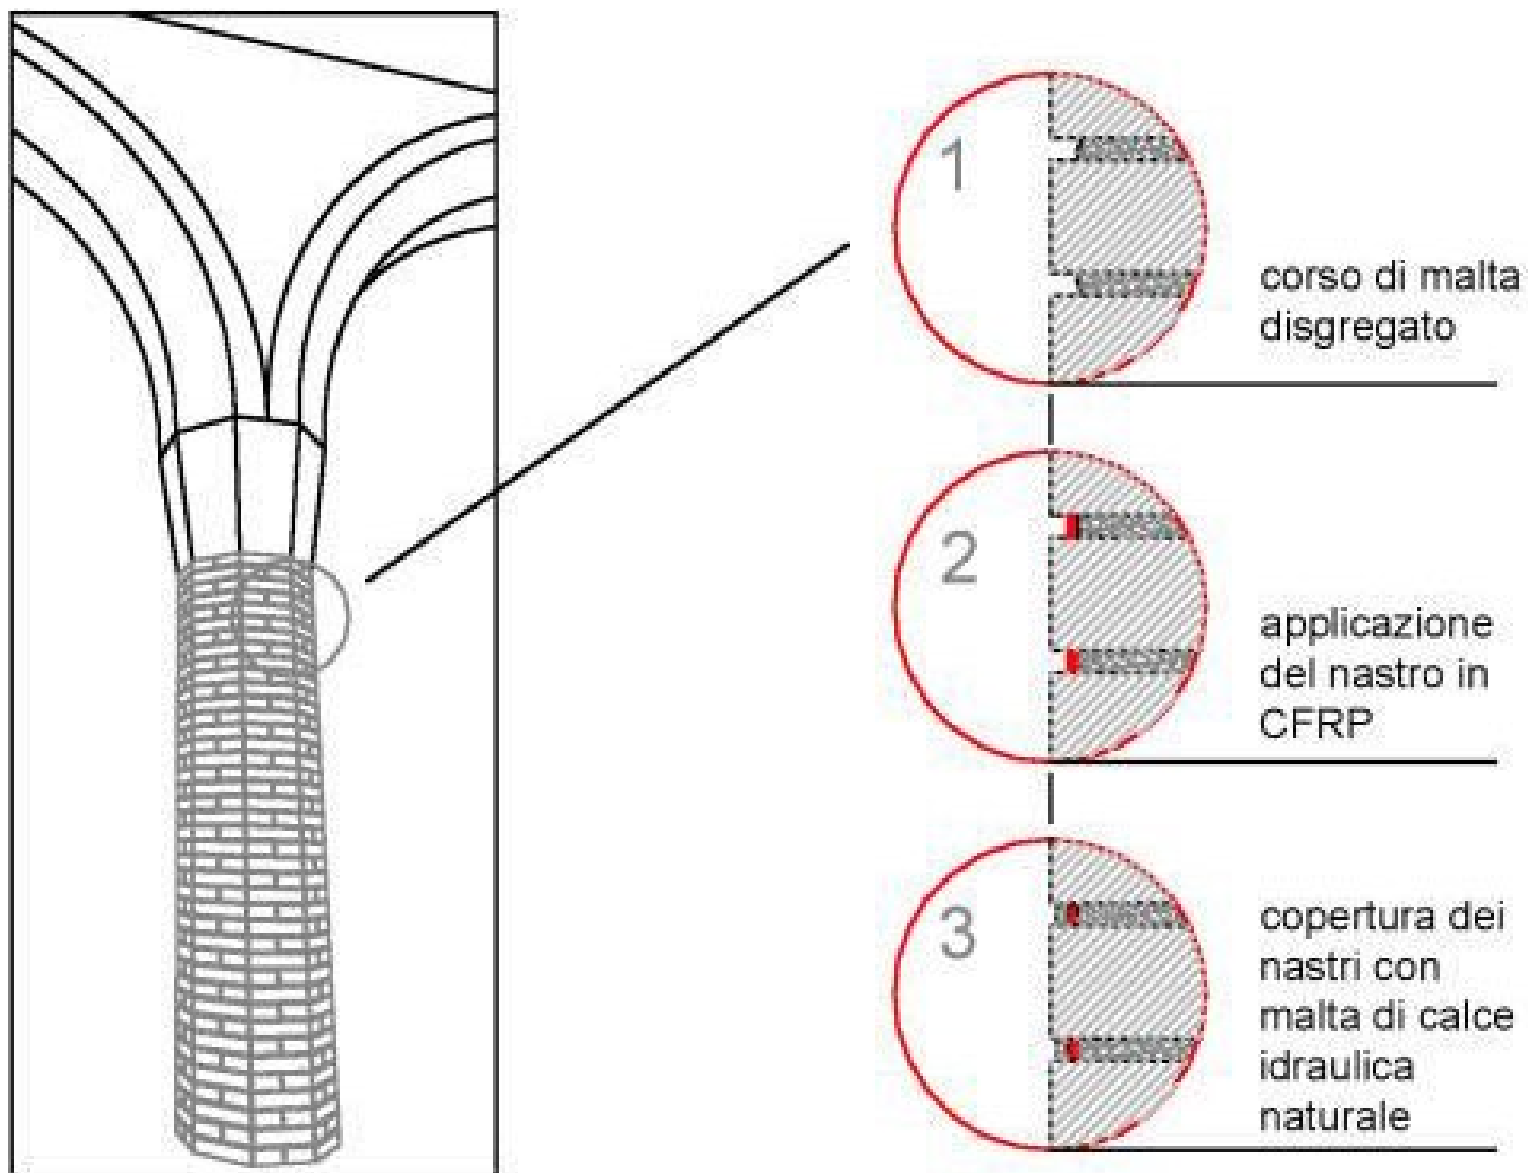 1
corso di malta
disgregato
2
applicazione
del nastro in
CFRP
3
copertura dei
nastri con
malta di calce
idraulica
naturale